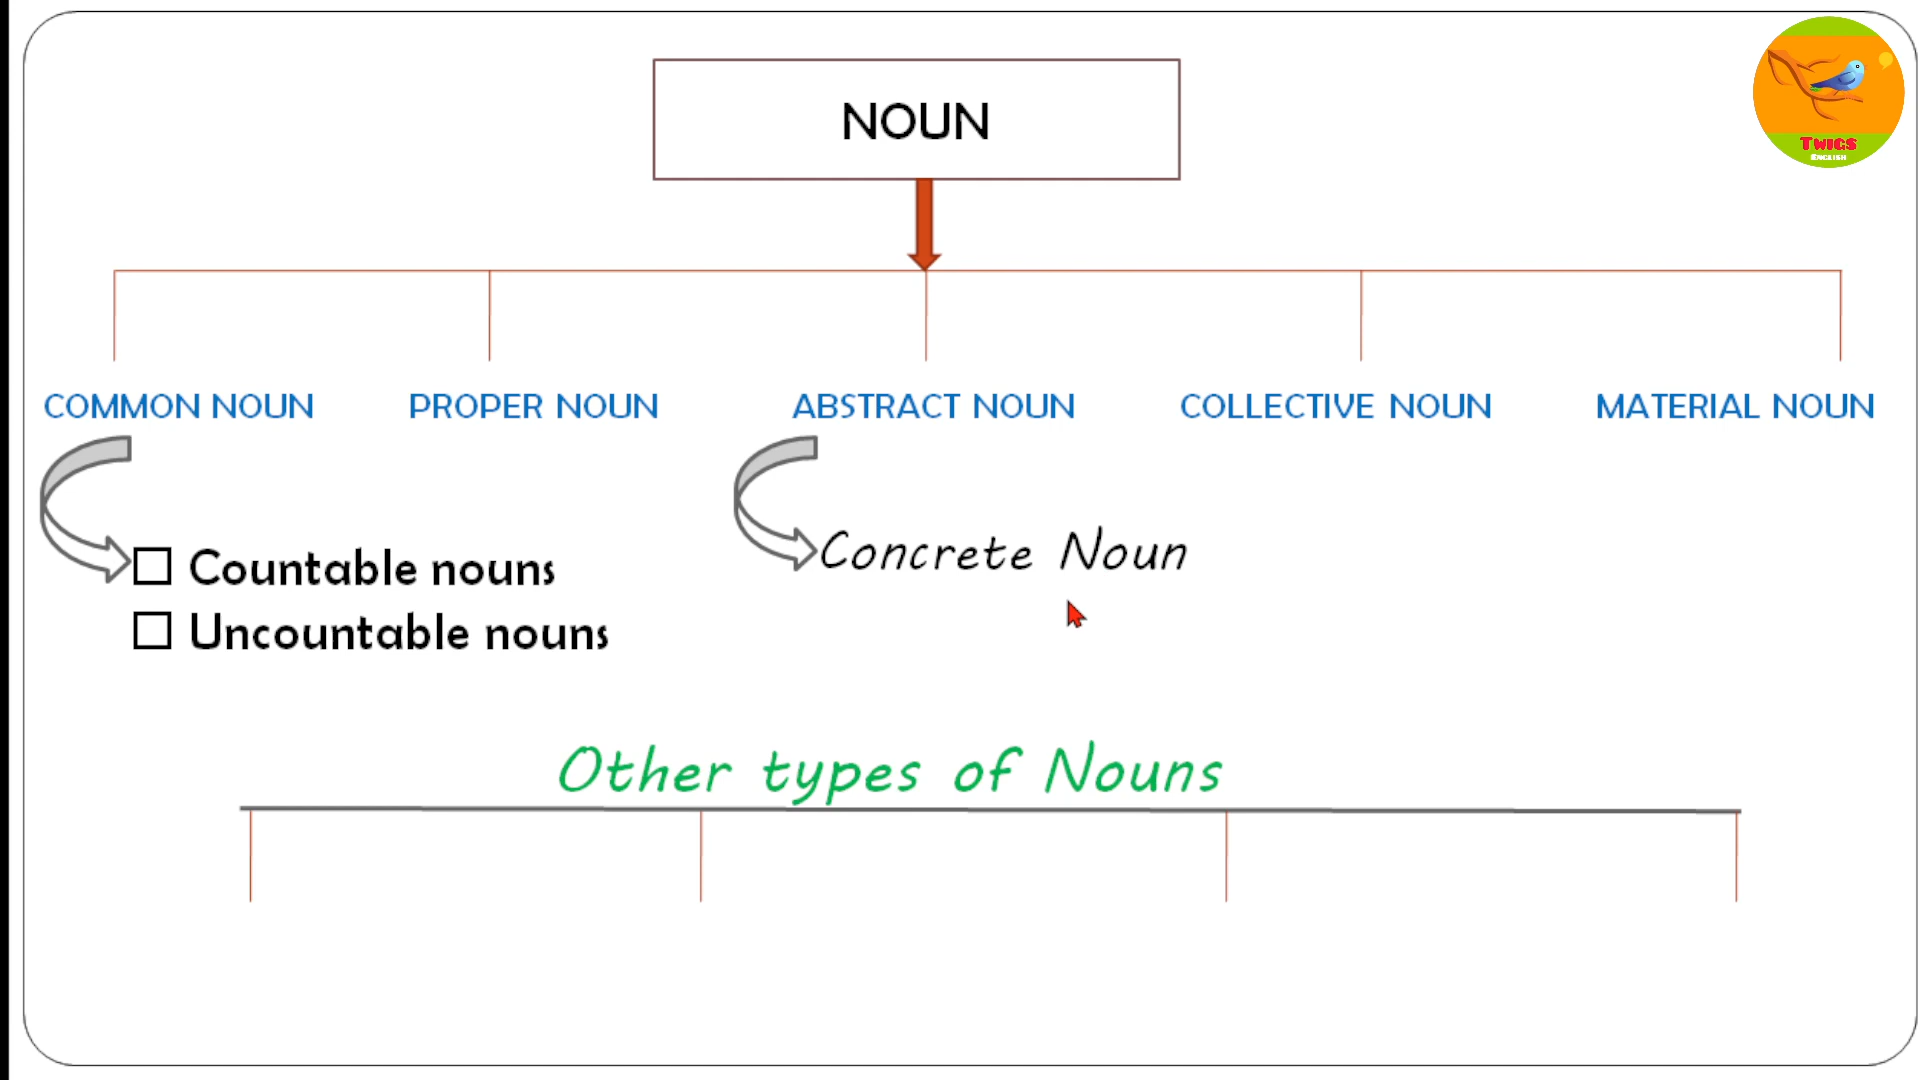 NOUN
TWIGS
ENGLISH
COMMON NOUN
PROPER NOUN
ABSTRACT NOUN
COLLECTIVE NOUN
MATERIAL NOUN
Concrete Noun
Countable nouns
Uncountable nouns
Other types of Nouns